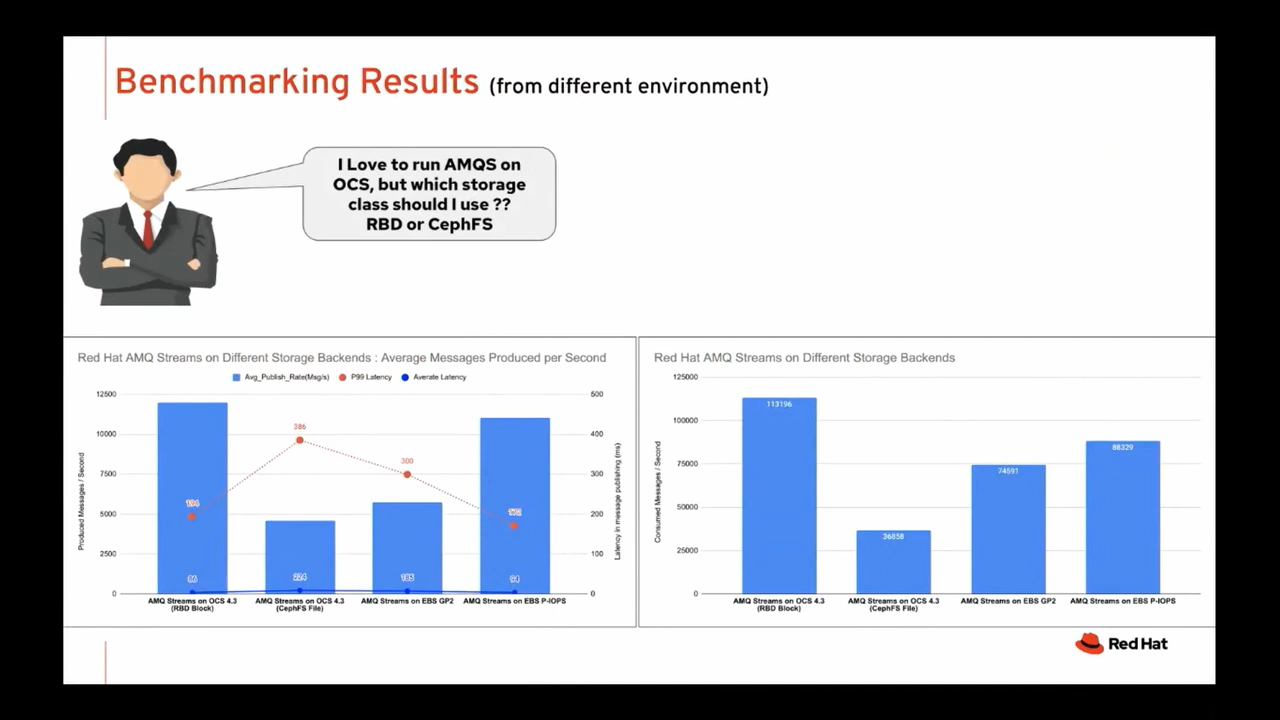 Benchmarking Results (from different environment)
I Love to run AMQS on
OCS, but which storage
class should I use ??
RBD or CephFS
Red Hat AMQ Streams on Different Storage Backends : Average Messages Produced per Second
Avg_Publish_Rate(Msg/s) P99 Latency Averate Latency
Produced Messages / Second
12500
10000
7500
5000
2500
0
194
386
300
172
86
224
185
94
600
400
300
200
100
0
Latency in message publishing (ms)
AMQ Streams on OCS 4.3
(RBD Block)
AMQ Streams on OCS 4.3
(CephFS File)
AMQ Streams on EBS GP2
AMQ Streams on EBS P-IOPS
Red Hat AMQ Streams on Different Storage Backends
Consumed Messages / Second
125000
100000
75000
50000
25000
0
113196
36858
74591
88329
AMQ Streams on OCS 4.3
(RBD Block)
AMQ Streams on OCS 4.3
(CephFS File)
AMQ Streams on EBS GP2
AMQ Streams on EBS P-IOPS
Red Hat